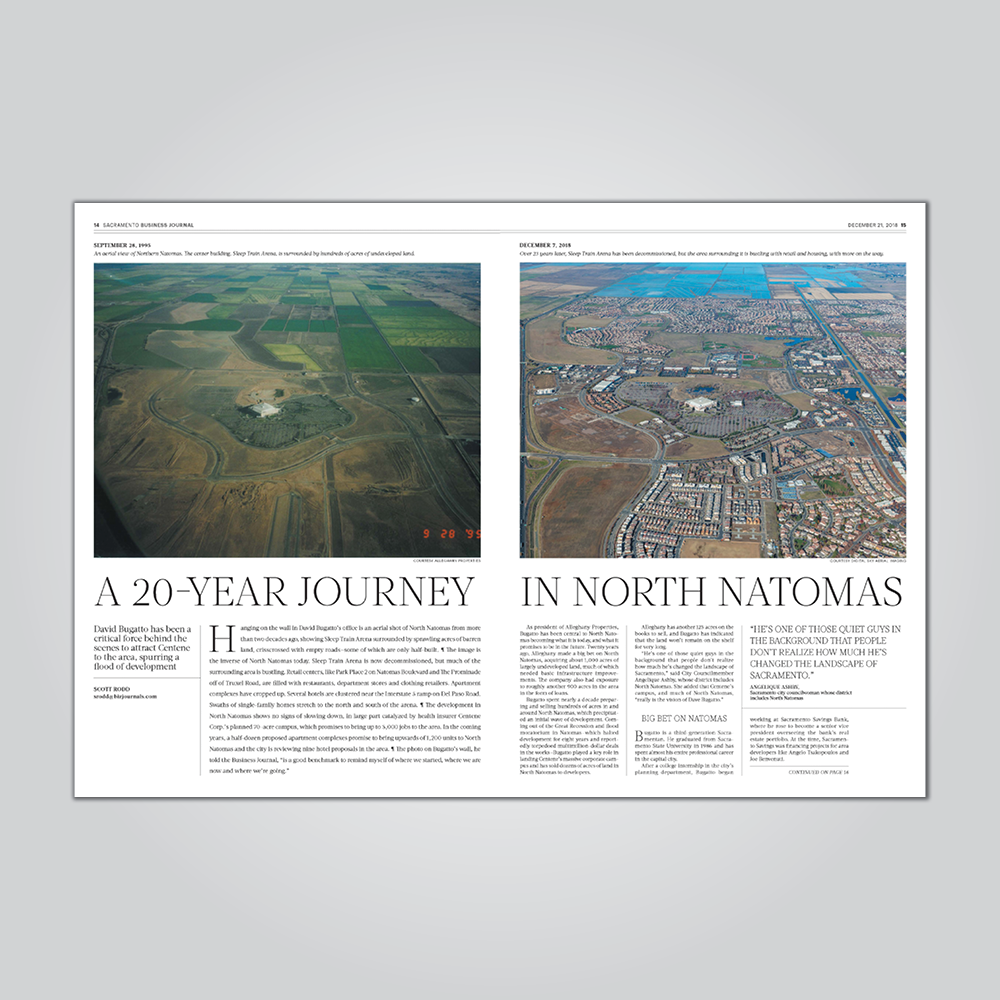 14 SACRAMENTO BUSINESS JOURNAL
DECEMBER 21, 2018 15
SEPTEMBER 28, 1995
An aerial view of Northern Natomas. The center building, Sleep Train Arena, is surrounded by hundreds of acres of undeveloped land.
DECEMBER 7, 2018
Over 23 years later, Sleep Train Arena has been decommissioned, but the area surrounding it is bustling with retail and housing, with more on the way.
9 28 '95
COURTESY ALLEGHANY PROPERTIES
A 20-YEAR JOURNEY
IN NORTH NATOMAS
David Bugatto has been a
critical force behind the
scenes to attract Centene
to the area, spurring a
flood of development
SCOTT RODD
srodd@bizjournals.com
Hanging on the wall in David Bugatto's office is an aerial shot of North Natomas from more
than two decades ago, showing Sleep Train Arena surrounded by sprawling acres of barren
land, crisscrossed with empty roads–some of which are only half-built. ¶ The image is
the inverse of North Natomas today. Sleep Train Arena is now decommissioned, but much of the
surrounding area is bustling. Retail centers, like Park Place 2 on Natomas Boulevard and The Prominade
off of Truxel Road, are filled with restaurants, department stores and clothing retailers. Apartment
complexes have cropped up. Several hotels are clustered near the Interstate 5 ramp on Del Paso Road.
Swaths of single-family homes stretch to the north and south of the arena. ¶ The development in
North Natomas shows no signs of slowing down, in large part catalyzed by health insurer Centene
Corp.'s planned 70-acre campus, which promises to bring up to 5,000 jobs to the area. In the coming
years, a half-dozen proposed apartment complexes promise to bring upwards of 1,200 units to North
Natomas and the city is reviewing nine hotel proposals in the area. ¶ The photo on Bugatto's wall, he
told the Business Journal, "is a good benchmark to remind myself of where we started, where we are
now and where we're going."
As president of Alleghany Properties,
Bugatto has been central to North Nato-
mas becoming what it is today, and what it
promises to be in the future. Twenty years
ago, Alleghany made a big bet on North
Natomas, acquiring about 1,000 acres of
largely undeveloped land, much of which
needed basic infrastructure improve-
ments. The company also had exposure
to roughly another 900 acres in the area
in the form of loans.
Bugatto spent nearly a decade prepar-
ing and selling hundreds of acres in and
around North Natomas, which precipitat-
ed an initial wave of development. Com-
ing out of the Great Recession and flood
moratorium in Natomas–which halted
development for eight years and report-
edly torpedoed multimillion-dollar deals
in the works–Bugatto played a key role in
landing Centene's massive corporate cam-
pus and has sold dozens of acres of land in
North Natomas to developers.
Alleghany has another 125 acres on the
books to sell, and Bugatto has indicated
that the land won't remain on the shelf
for very long.
"He's one of those quiet guys in the
background that people don't realize
how much he's changed the landscape of
Sacramento," said City Councilmember
Angelique Ashby, whose district includes
North Natomas. She added that Centene's
campus, and much of North Natomas,
"really is the vision of Dave Bugatto."
BIG BET ON NATOMAS
Bugatto is a third generation Sacra-
mentan. He graduated from Sacra-
mento State University in 1986 and has
spent almost his entire professional career
in the capital city.
After a college internship in the city's
planning department, Bugatto began
"HE'S ONE OF THOSE QUIET GUYS IN
THE BACKGROUND THAT PEOPLE
DON'T REALIZE HOW MUCH HE'S
CHANGED THE LANDSCAPE OF
SACRAMENTO."
ANGELIQUE ASHBY,
Sacramento city councilwoman whose district
includes North Natomas
working at Sacramento Savings Bank,
where he rose to become a senior vice
president overseeing the bank's real
estate portfolio. At the time, Sacramen-
to Savings was financing projects for area
developers like Angelo Tsakopoulos and
Joe Benvenuti.
CONTINUED ON PAGE 16